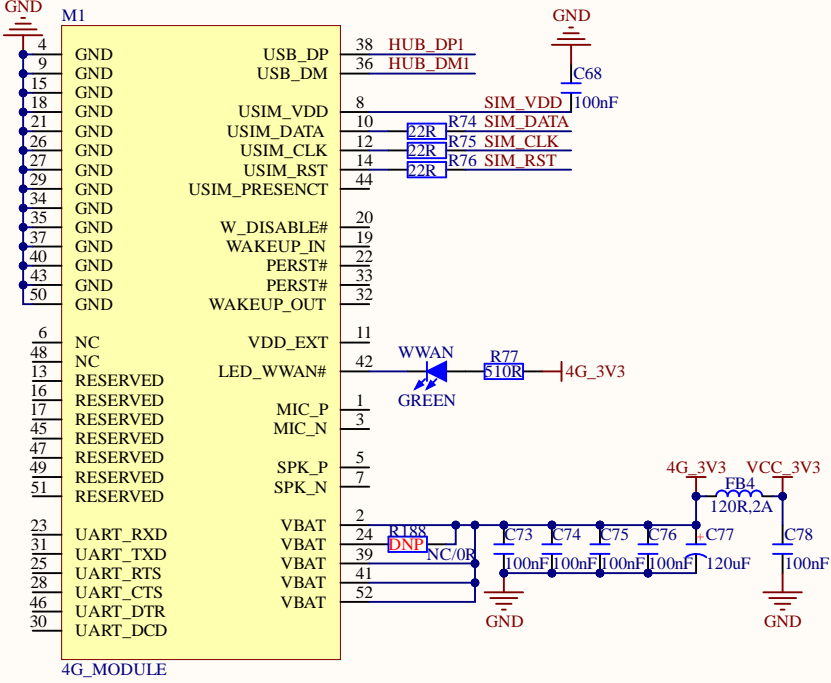 GND
M1
4 GND
9 GND
15 GND
18 GND
21 GND
26 GND
27 GND
29 GND
34 GND
35 GND
37 GND
40 GND
43 GND
50 GND
6 NC
48 NC
13 RESERVED
16 RESERVED
17 RESERVED
45 RESERVED
47 RESERVED
49 RESERVED
51 RESERVED
23 UART_RXD
31 UART_TXD
25 UART_RTS
28 UART_CTS
46 UART_DTR
30 UART_DCD
USB_DP 38 HUB_DP1
USB_DM 36 HUB_DM1
USIM_VDD 8 SIM_VDD
USIM_DATA 10 22R R74 SIM_DATA
USIM_CLK 12 22R R75 SIM_CLK
USIM_RST 14 22R R76 SIM_RST
USIM_PRESENCT 44
W_DISABLE# 20
WAKEUP_IN 19
PERST# 22
PERST# 33
WAKEUP_OUT 32
VDD_EXT 11
LED_WWAN# 42
MIC_P 1
MIC_N 3
SPK_P 5
SPK_N 7
VBAT 2
VBAT 24
VBAT 39
VBAT 41
VBAT 52
4G_MODULE
GND
C68
100nF
WWAN
GREEN
R77
510R
4G_3V3
R188
DNP
NC/0R
C73
100nF
C74
100nF
C75
100nF
C76
100nF
+
C77
120uF
GND
4G_3V3
VCC_3V3
FB4
120R,2A
C78
100nF
GND